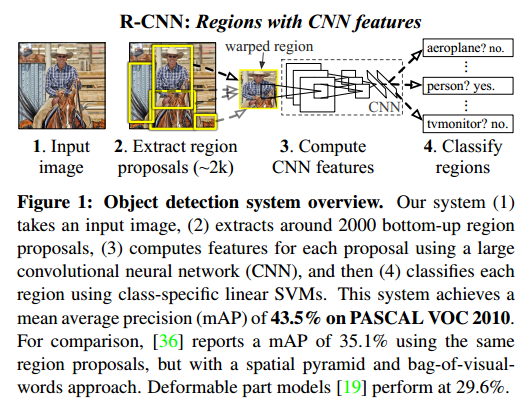 R-CNN: Regions with CNN features
warped region
aeroplane? no.
⋮
person? yes.
CNN
⋮
tvmonitor? no.
1. Input
image
2. Extract region
proposals (~2k)
3. Compute
CNN features
4. Classify
regions
Figure 1: Object detection system overview. Our system (1)
takes an input image, (2) extracts around 2000 bottom-up region
proposals, (3) computes features for each proposal using a large
convolutional neural network (CNN), and then (4) classifies each
region using class-specific linear SVMs. This system achieves a
mean average precision (mAP) of 43.5% on PASCAL VOC 2010.
For comparison, [36] reports a mAP of 35.1% using the same
region proposals, but with a spatial pyramid and bag-of-visual-
words approach. Deformable part models [19] perform at 29.6%.